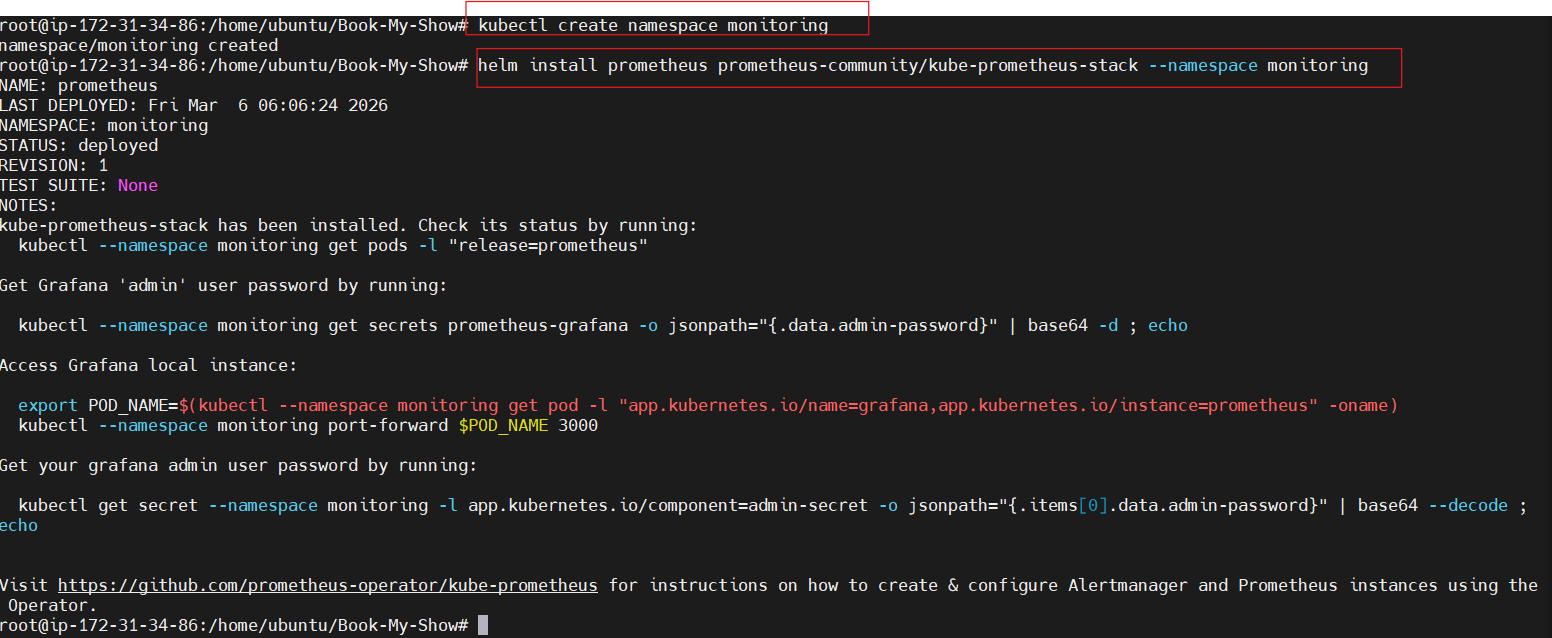 root@ip-172-31-34-86:/home/ubuntu/Book-My-Show# kubectl create namespace monitoring
namespace/monitoring created
root@ip-172-31-34-86:/home/ubuntu/Book-My-Show# helm install prometheus prometheus-community/kube-prometheus-stack --namespace monitoring
NAME: prometheus
LAST DEPLOYED: Fri Mar  6 06:06:24 2026
NAMESPACE: monitoring
STATUS: deployed
REVISION: 1
TEST SUITE: None
NOTES:
kube-prometheus-stack has been installed. Check its status by running:
  kubectl --namespace monitoring get pods -l "release=prometheus"
Get Grafana 'admin' user password by running:
  kubectl --namespace monitoring get secrets prometheus-grafana -o jsonpath="{.data.admin-password}" | base64 -d ; echo
Access Grafana local instance:
  export POD_NAME=$(kubectl --namespace monitoring get pod -l "app.kubernetes.io/name=grafana,app.kubernetes.io/instance=prometheus" -oname)
  kubectl --namespace monitoring port-forward $POD_NAME 3000
Get your grafana admin user password by running:
  kubectl get secret --namespace monitoring -l app.kubernetes.io/component=admin-secret -o jsonpath="{.items[0].data.admin-password}" | base64 --decode ;
echo
Visit https://github.com/prometheus-operator/kube-prometheus for instructions on how to create & configure Alertmanager and Prometheus instances using the
 Operator.
root@ip-172-31-34-86:/home/ubuntu/Book-My-Show#